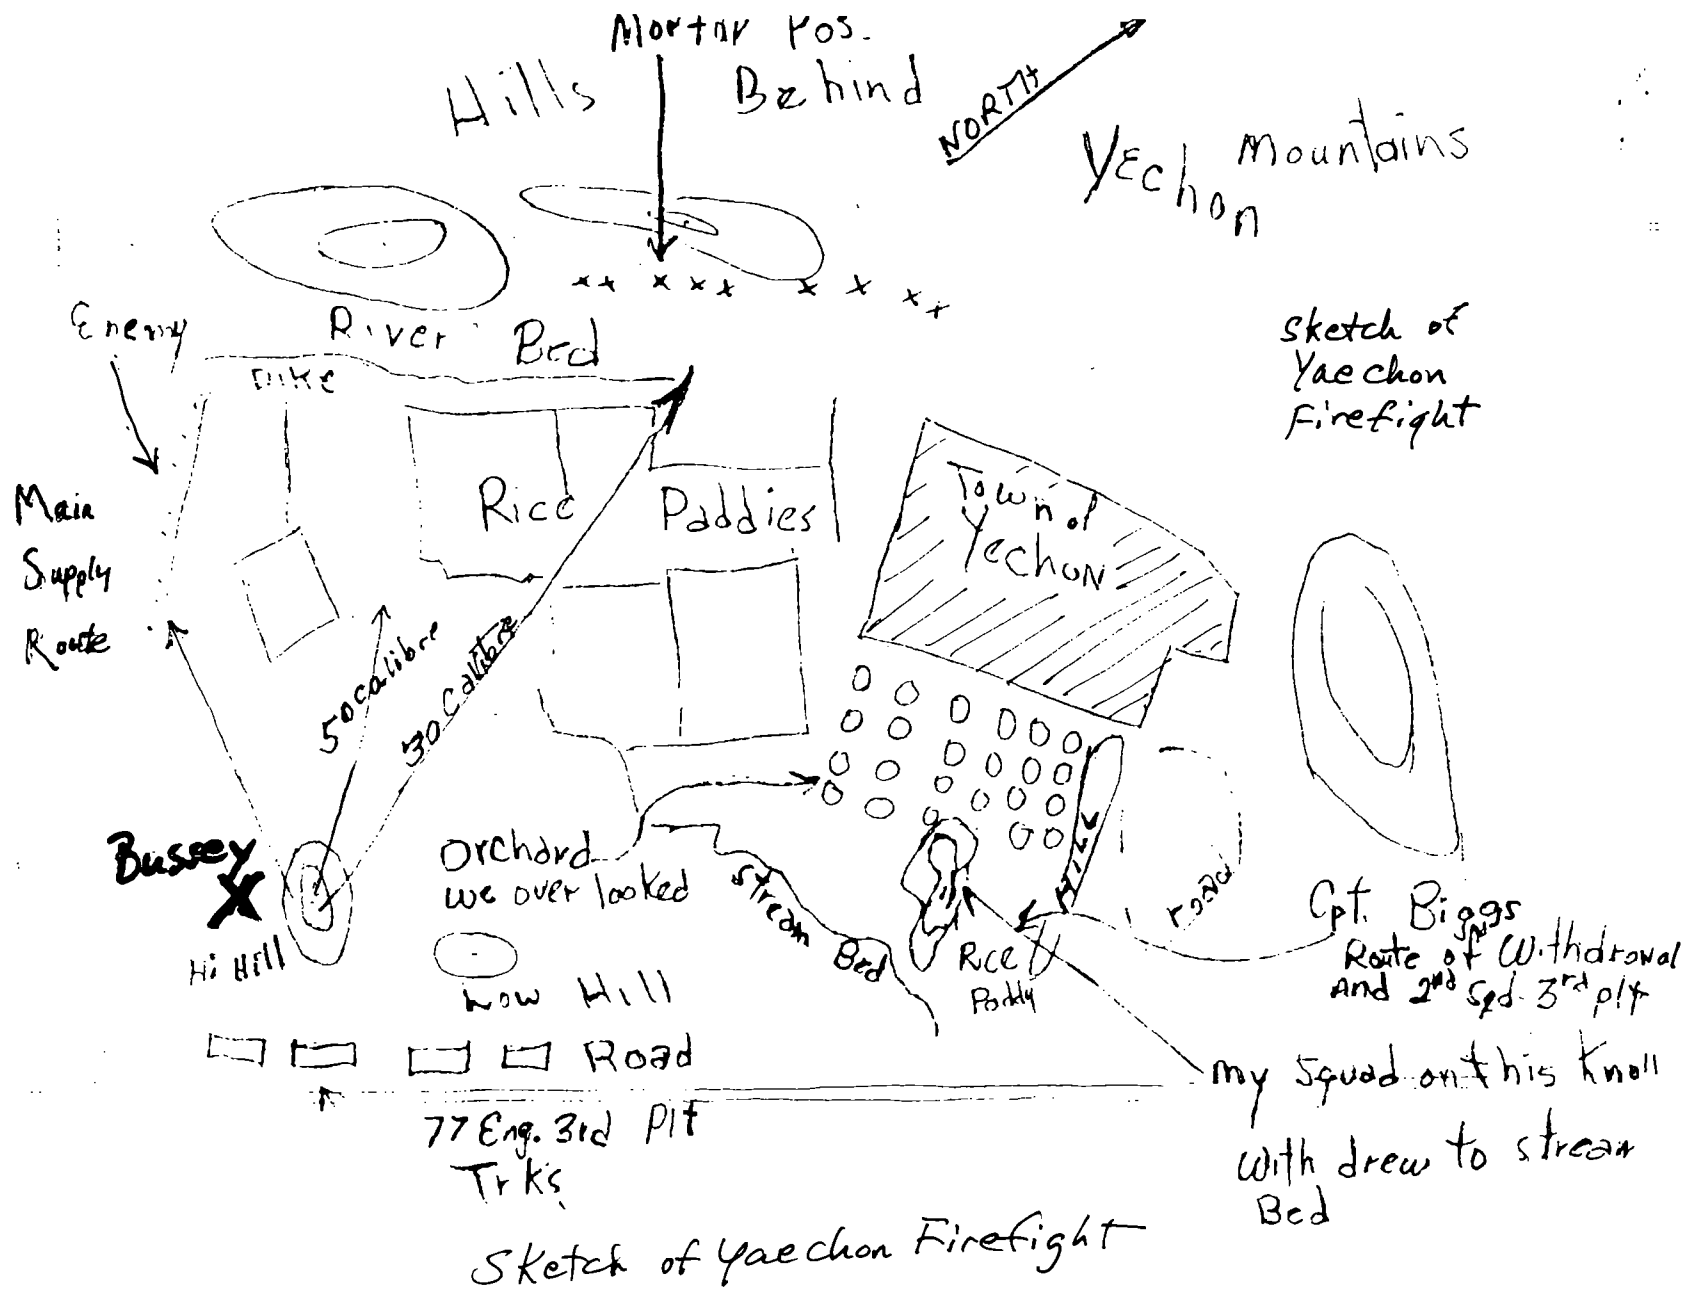 Mortar Pos.
Hills
Behind
NORTH
Yechon
Mountains
Enemy
River Bed
Dike
Sketch of
Yaechon
Firefight
Main
Supply
Route
Rice
Paddies
Town of
Yechon
50 Calibre
30 Calibre
Bussey
X
Hi Hill
Orchard
we over looked
Low Hill
Stream Bed
Hill
Road
Rice
Paddy
Cpt. Biggs
Route of Withdrawal
And 2nd Sqd. 3rd plt
Road
77 Eng. 3rd Plt
Trks.
my Squad on this Knoll
With drew to stream
Bed
Sketch of Yaechon Firefight